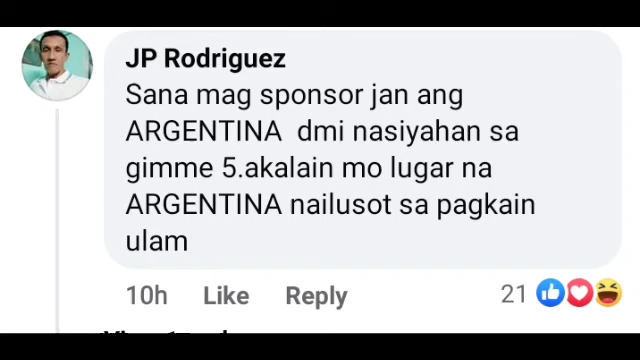 JP Rodriguez
Sana mag sponsor jan ang
ARGENTINA dmi nasiyahan sa
gimme 5.akalain mo lugar na
ARGENTINA nailusot sa pagkain
ulam
10h Like Reply 21